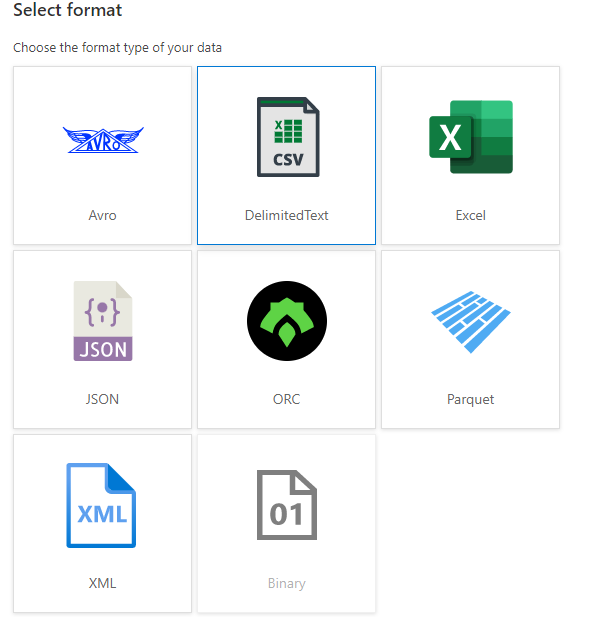 Select format
Choose the format type of your data
AVRO
Avro
X
CSV
DelimitedText
X
Excel
{ }
JSON
JSON
ORC
Parquet
XML
XML
01
Binary